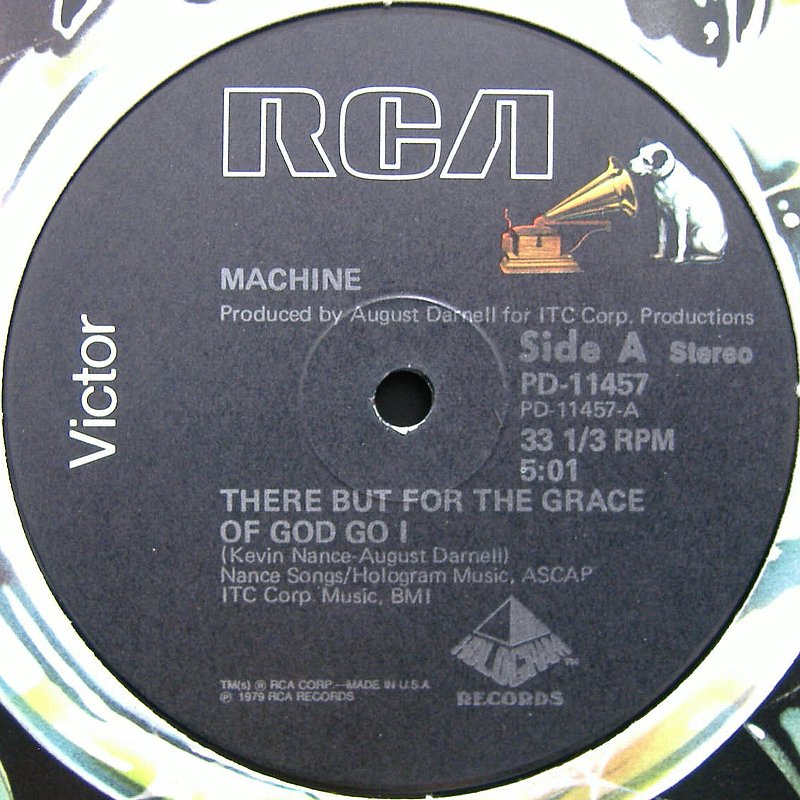 RCA
Victor
MACHINE
Produced by August Darnell for ITC Corp. Productions
Side A Stereo
PD-11457
PD-11457-A
33 1/3 RPM
5:01
THERE BUT FOR THE GRACE
OF GOD GO I
(Kevin Nance-August Darnell)
Nance Songs/Hologram Music, ASCAP
ITC Corp. Music, BMI
HOLOGRAM TM
RECORDS
TM(s) ® RCA CORP.—MADE IN U.S.A.
℗ 1979 RCA RECORDS